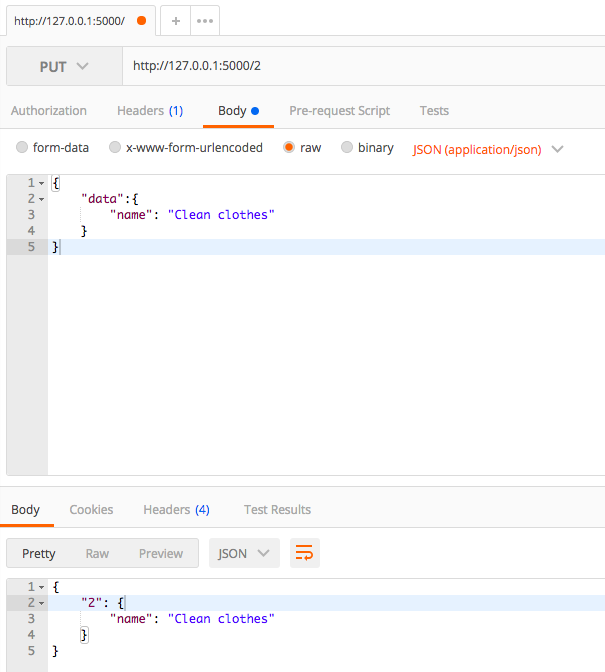 http://127.0.0.1:5000/ + •••
PUT http://127.0.0.1:5000/2
Authorization Headers (1) Body Pre-request Script Tests
form-data x-www-form-urlencoded raw binary JSON (application/json)
1 {
2 "data":{
3 "name": "Clean clothes"
4 }
5 }
Body Cookies Headers (4) Test Results
Pretty Raw Preview JSON
1 {
2 "2": {
3 "name": "Clean clothes"
4 }
5 }